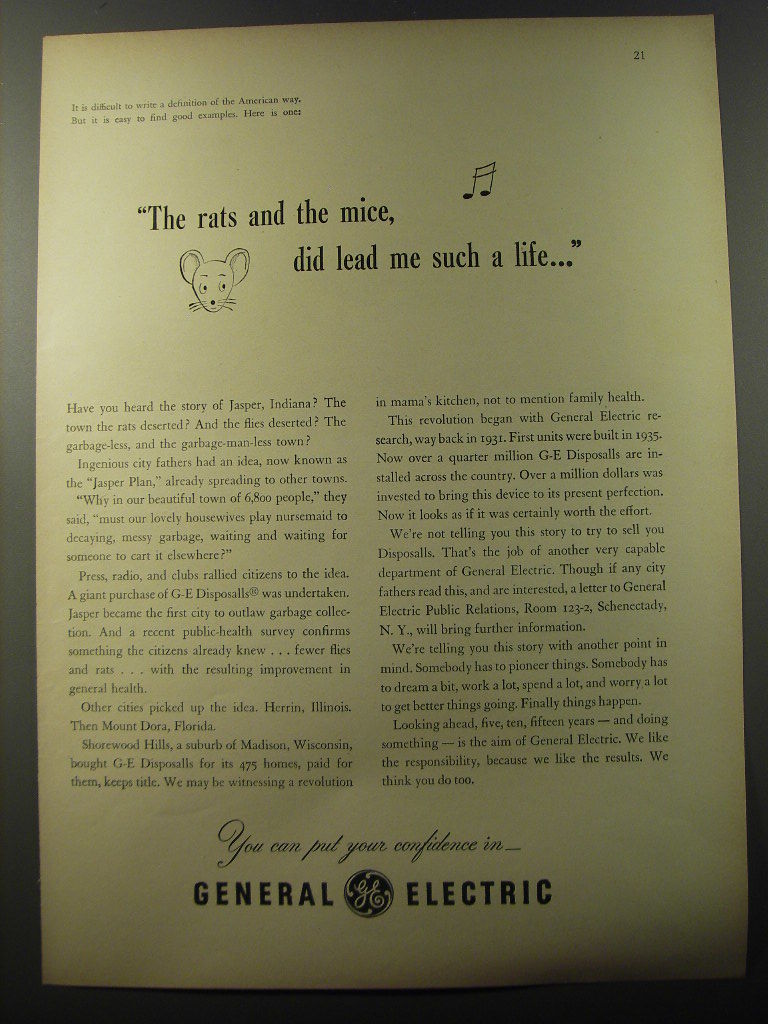 21
It is difficult to write a definition of the American way.
But it is easy to find good examples. Here is one:
“The rats and the mice,
did lead me such a life...”
Have you heard the story of Jasper, Indiana? The
town the rats deserted? And the flies deserted? The
garbage-less, and the garbage-man-less town?
Ingenious city fathers had an idea, now known as
the “Jasper Plan,” already spreading to other towns.
“Why in our beautiful town of 6,800 people,” they
said, “must our lovely housewives play nursemaid to
decaying, messy garbage, waiting and waiting for
someone to cart it elsewhere?”
Press, radio, and clubs rallied citizens to the idea.
A giant purchase of G-E Disposalls® was undertaken.
Jasper became the first city to outlaw garbage collec-
tion. And a recent public-health survey confirms
something the citizens already knew . . . fewer flies
and rats . . . with the resulting improvement in
general health.
Other cities picked up the idea. Herrin, Illinois.
Then Mount Dora, Florida.
Shorewood Hills, a suburb of Madison, Wisconsin,
bought G-E Disposalls for its 475 homes, paid for
them, keeps title. We may be witnessing a revolution
in mama's kitchen, not to mention family health.
This revolution began with General Electric re-
search, way back in 1931. First units were built in 1935.
Now over a quarter million G-E Disposalls are in-
stalled across the country. Over a million dollars was
invested to bring this device to its present perfection.
Now it looks as if it was certainly worth the effort.
We're not telling you this story to try to sell you
Disposalls. That's the job of another very capable
department of General Electric. Though if any city
fathers read this, and are interested, a letter to General
Electric Public Relations, Room 123-2, Schenectady,
N. Y., will bring further information.
We're telling you this story with another point in
mind. Somebody has to pioneer things. Somebody has
to dream a bit, work a lot, spend a lot, and worry a lot
to get better things going. Finally things happen.
Looking ahead, five, ten, fifteen years — and doing
something — is the aim of General Electric. We like
the responsibility, because we like the results. We
think you do too.
You can put your confidence in—
GENERAL GE ELECTRIC